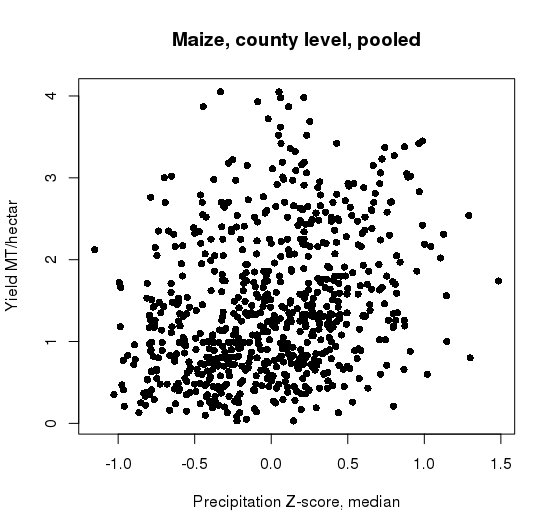 Maize, county level, pooled
Yield MT/hectar
4
3
2
1
0
-1.0 -0.5 0.0 0.5 1.0 1.5
Precipitation Z-score, median